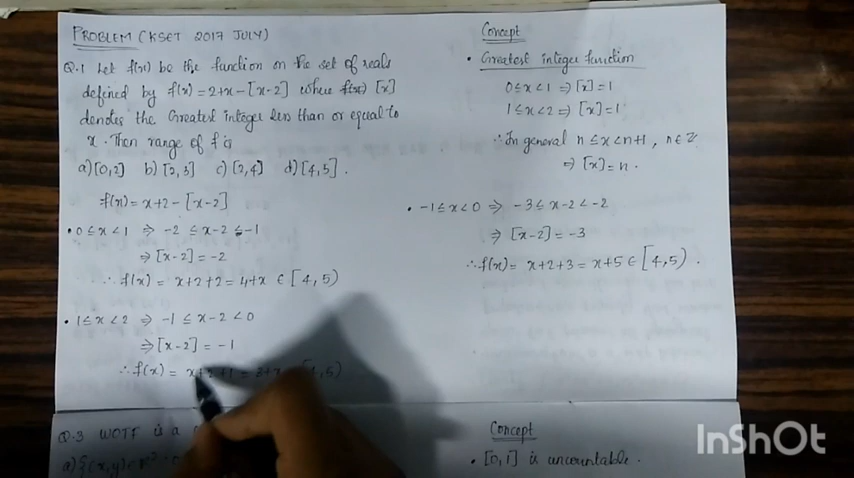 PROBLEM (KSET 2017 JULY)
Q.1 Let f(x) be the function on the set of reals
defined by f(x) = 2+x-[x-2] where f(x) [x]
denotes the Greatest integer less than or equal to
x. Then range of f is
a) [0,2] b) [2,3] c) [2,4] d) [4,5].
f(x) = x+2-[x-2]
• 0 ≤ x < 1 ⇒ -2 ≤ x-2 ≤ -1
⇒ [x-2] = -2
∴ f(x) = x+2+2 = 4+x ∈ [4,5)
• 1 ≤ x < 2 ⇒ -1 ≤ x-2 < 0
⇒ [x-2] = -1
∴ f(x) = x+2+1 = 3+x [4,5)
Concept
• Greatest integer function
0 ≤ x < 1 ⇒ [x] = 1
1 ≤ x < 2 ⇒ [x] = 1
∴ In general n ≤ x < n+1, n ∈ Z
⇒ [x] = n.
• -1 ≤ x < 0 ⇒ -3 ≤ x-2 < -2
⇒ [x-2] = -3
∴ f(x) = x+2+3 = x+5 ∈ [4,5).
Q.3 WOTF is a
a) {(x,y) ∈
Concept
• [0,1] is uncountable.
InShOt